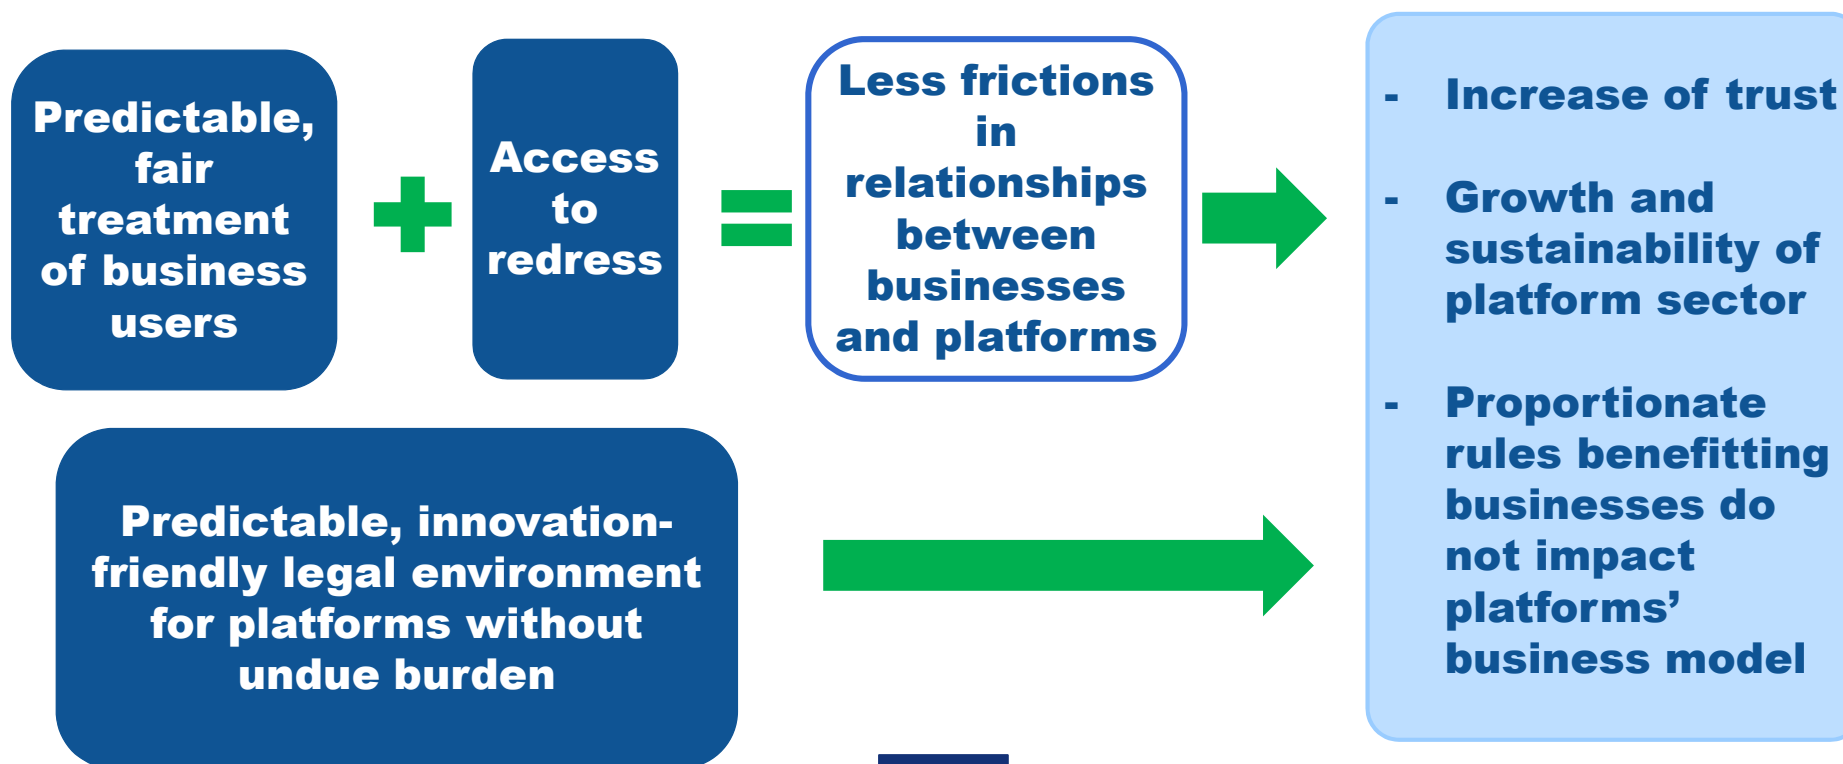 Predictable,
fair
treatment
of business
users
Access
to
redress
Less frictions
in
relationships
between
businesses
and platforms
- Increase of trust
- Growth and
sustainability of
platform sector
- Proportionate
rules benefitting
businesses do
not impact
platforms’
business model
Predictable, innovation-
friendly legal environment
for platforms without
undue burden